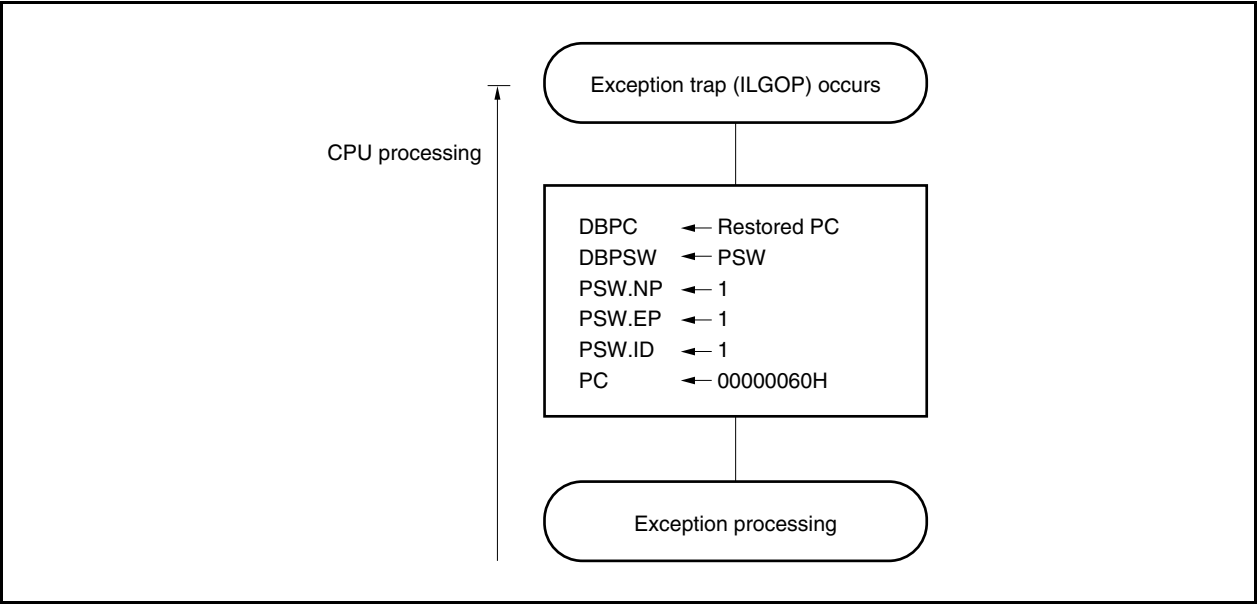 Exception trap (ILGOP) occurs
CPU processing
DBPC ← Restored PC
DBPSW ← PSW
PSW.NP ← 1
PSW.EP ← 1
PSW.ID ← 1
PC ← 00000060H
Exception processing